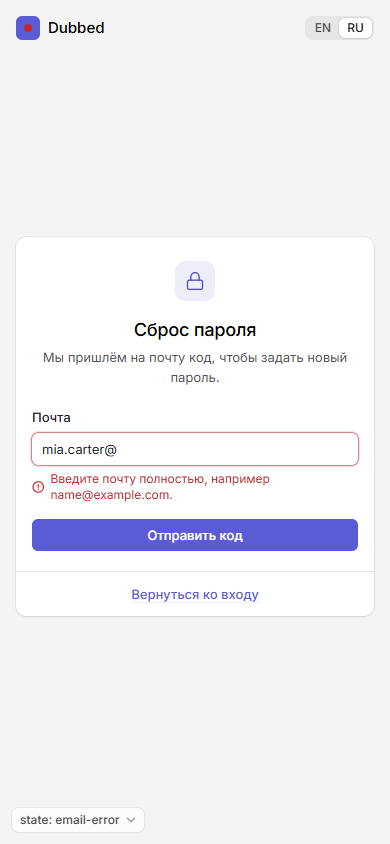 Dubbed
EN RU
Сброс пароля
Мы пришлём на почту код, чтобы задать новый
пароль.
Почта
mia.carter@
Введите почту полностью, например
name@example.com.
Отправить код
Вернуться ко входу
state: email-error